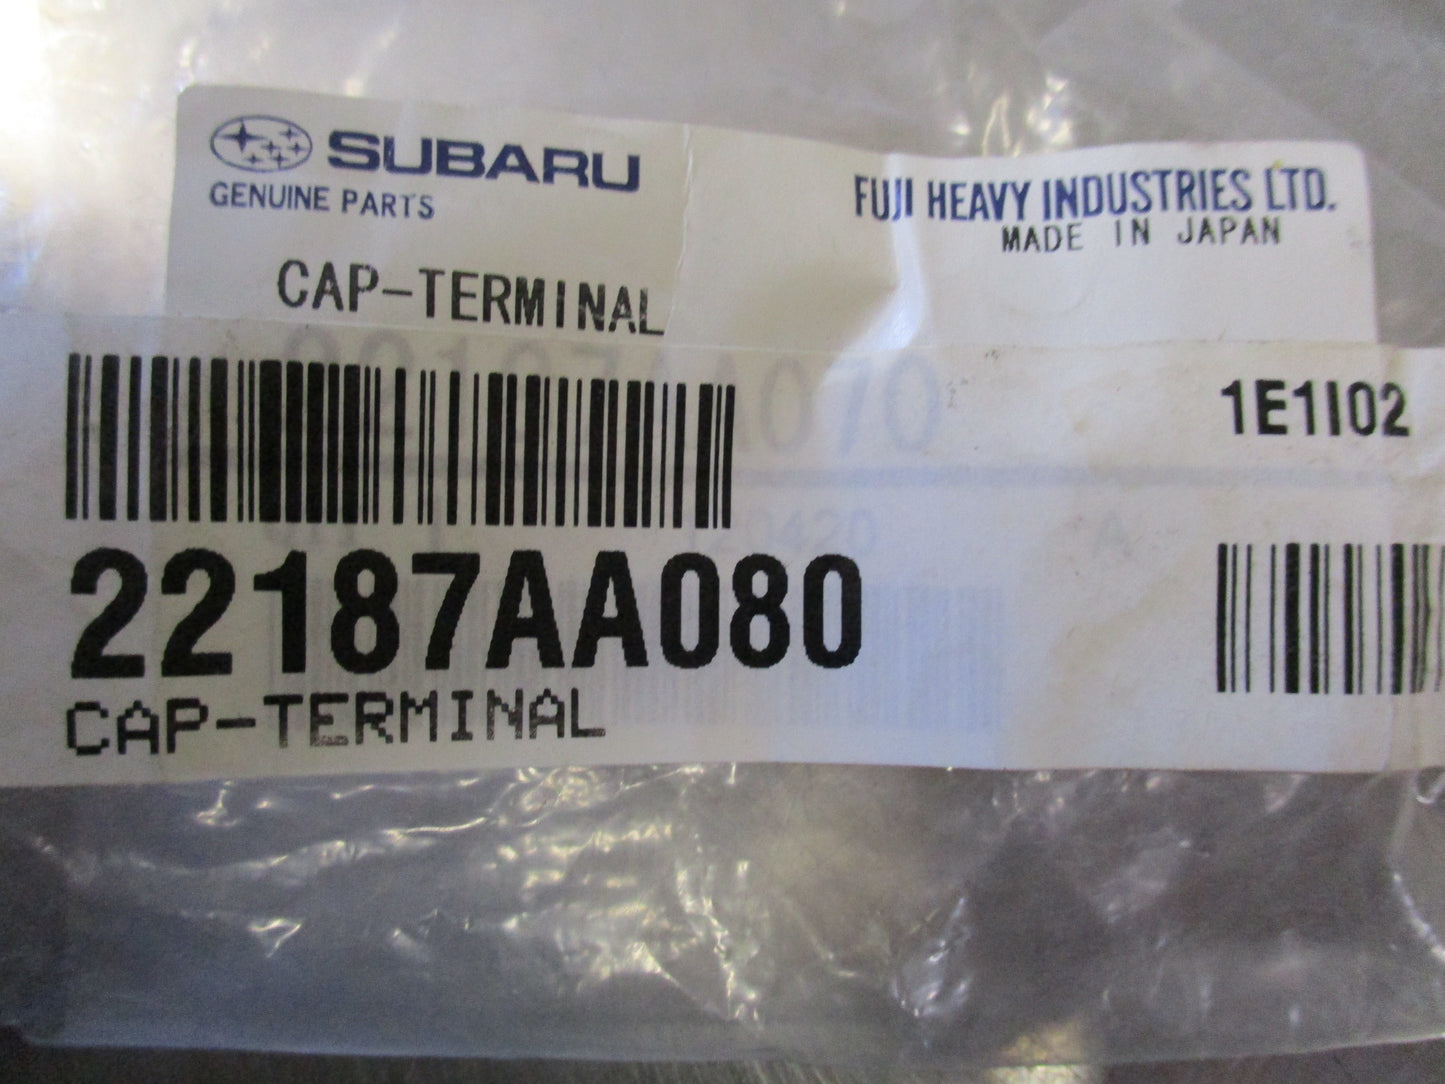 SUBARU
GENUINE PARTS
FUJI HEAVY INDUSTRIES LTD.
MADE IN JAPAN
CAP-TERMINAL
1E1I02
22187AA080
CAP-TERMINAL